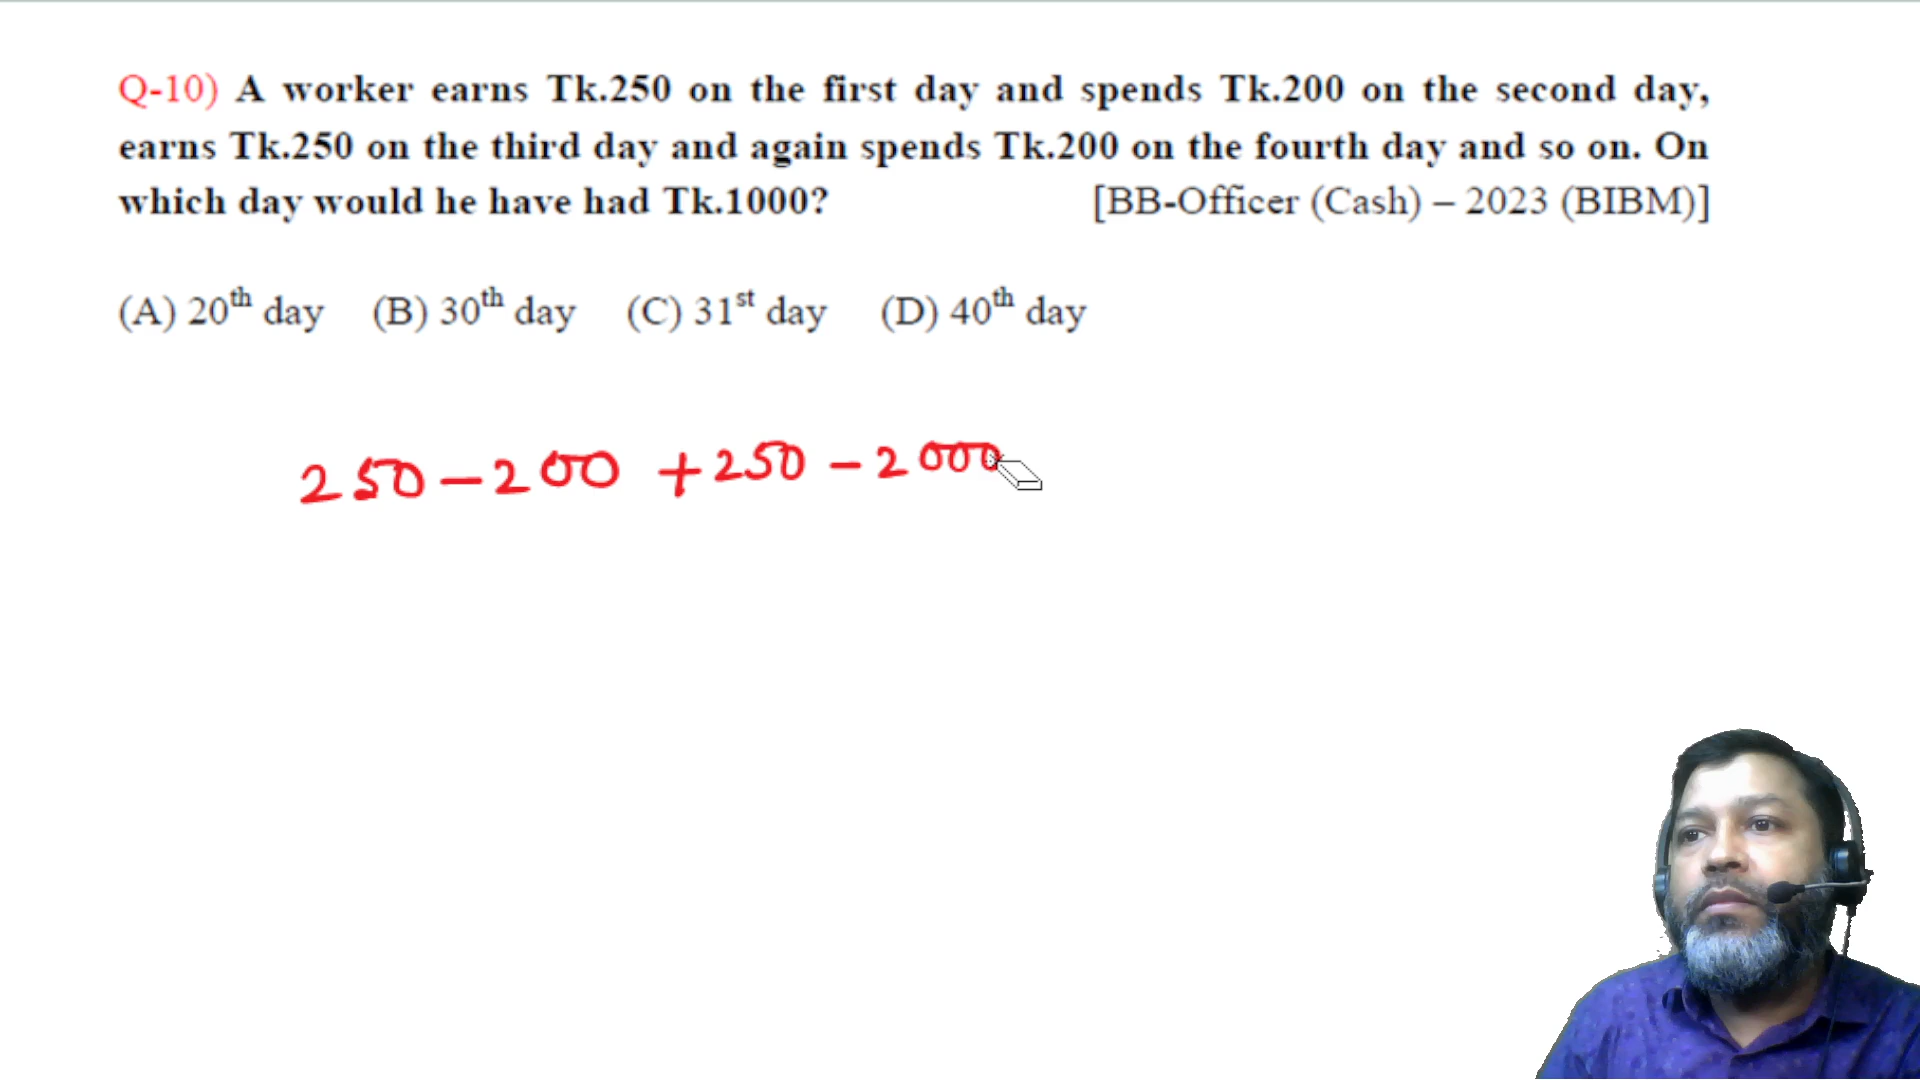 Q-10) A worker earns Tk.250 on the first day and spends Tk.200 on the second day,
earns Tk.250 on the third day and again spends Tk.200 on the fourth day and so on. On
which day would he have had Tk.1000? [BB-Officer (Cash) – 2023 (BIBM)]
(A) 20th day (B) 30th day (C) 31st day (D) 40th day
250 – 200 + 250 – 2000